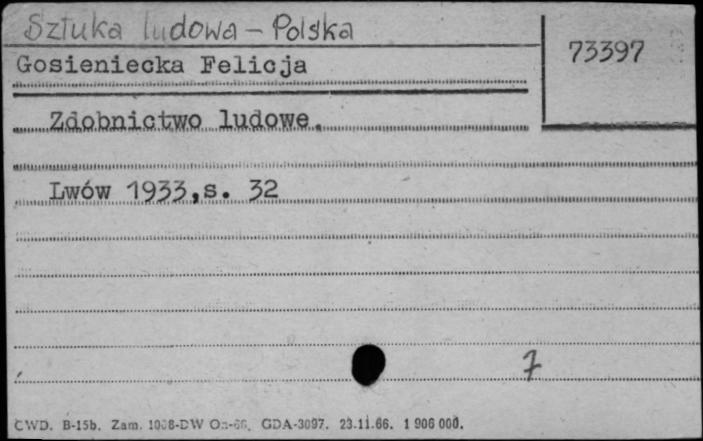 Sztuka ludowa - Polska
73397
Gosieniecka Felicja
Zdobnictwo ludowe.
Lwów 1933,s. 32
7
CWD. B-15b. Zam. GDA-3097. 23.11.66. 1 906 000.